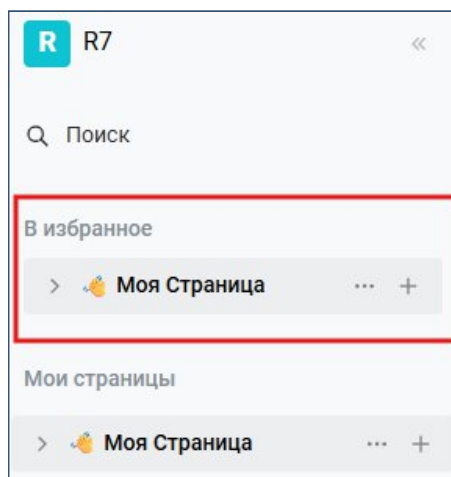 R R7
Поиск
В избранное
Моя Страница
Мои страницы
Моя Страница